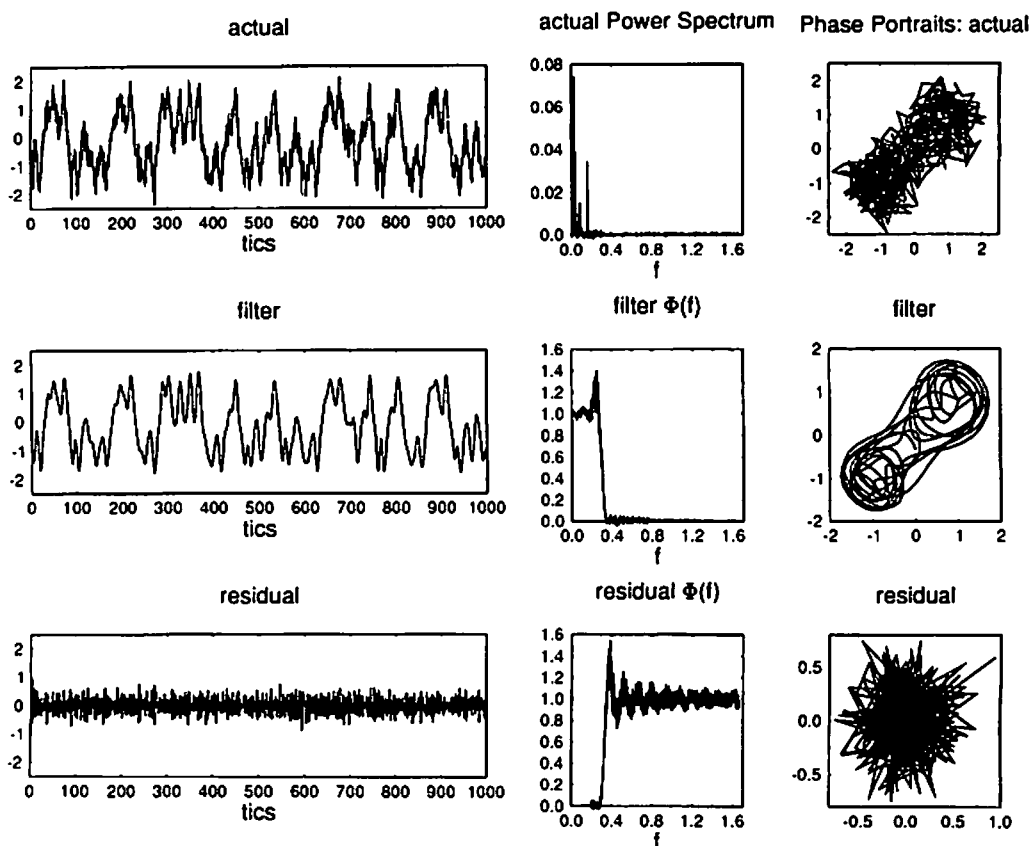 actual
actual Power Spectrum
Phase Portraits: actual
2
1
0
-1
-2
0 100 200 300 400 500 600 700 800 900 1000
tics
0.08
0.06
0.04
0.02
0.0
0.0 0.4 0.8 1.2 1.6
f
2
1
0
-1
-2
-2 -1 0 1 2
filter
filter Φ(f)
filter
2
1
0
-1
-2
0 100 200 300 400 500 600 700 800 900 1000
tics
1.6
1.4
1.2
1.0
0.8
0.6
0.4
0.2
0.0
0.0 0.4 0.8 1.2 1.6
f
2
1
0
-1
-2
-2 -1 0 1 2
residual
residual Φ(f)
residual
2
1
0
-1
-2
0 100 200 300 400 500 600 700 800 900 1000
tics
1.6
1.4
1.2
1.0
0.8
0.6
0.4
0.2
0.0
0.0 0.4 0.8 1.2 1.6
f
0.5
0.0
-0.5
-0.5 0.0 0.5 1.0